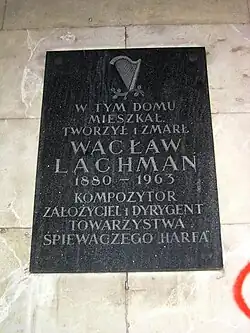 W TYM DOMU
MIESZKAŁ
TWORZYŁ i ZMARŁ
WACŁAW
LACHMAN
1880 – 1963
KOMPOZYTOR
ZAŁOŻYCIEL i DYRYGENT
TOWARZYSTWA
ŚPIEWACZEGO „HARFA”